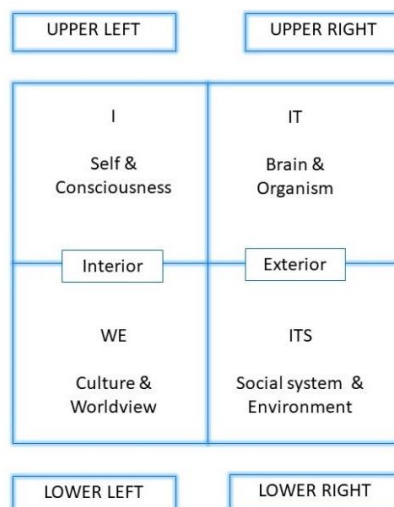 UPPER LEFT
UPPER RIGHT
I
Self &
Consciousness
IT
Brain &
Organism
Interior
Exterior
WE
Culture &
Worldview
ITS
Social system &
Environment
LOWER LEFT
LOWER RIGHT